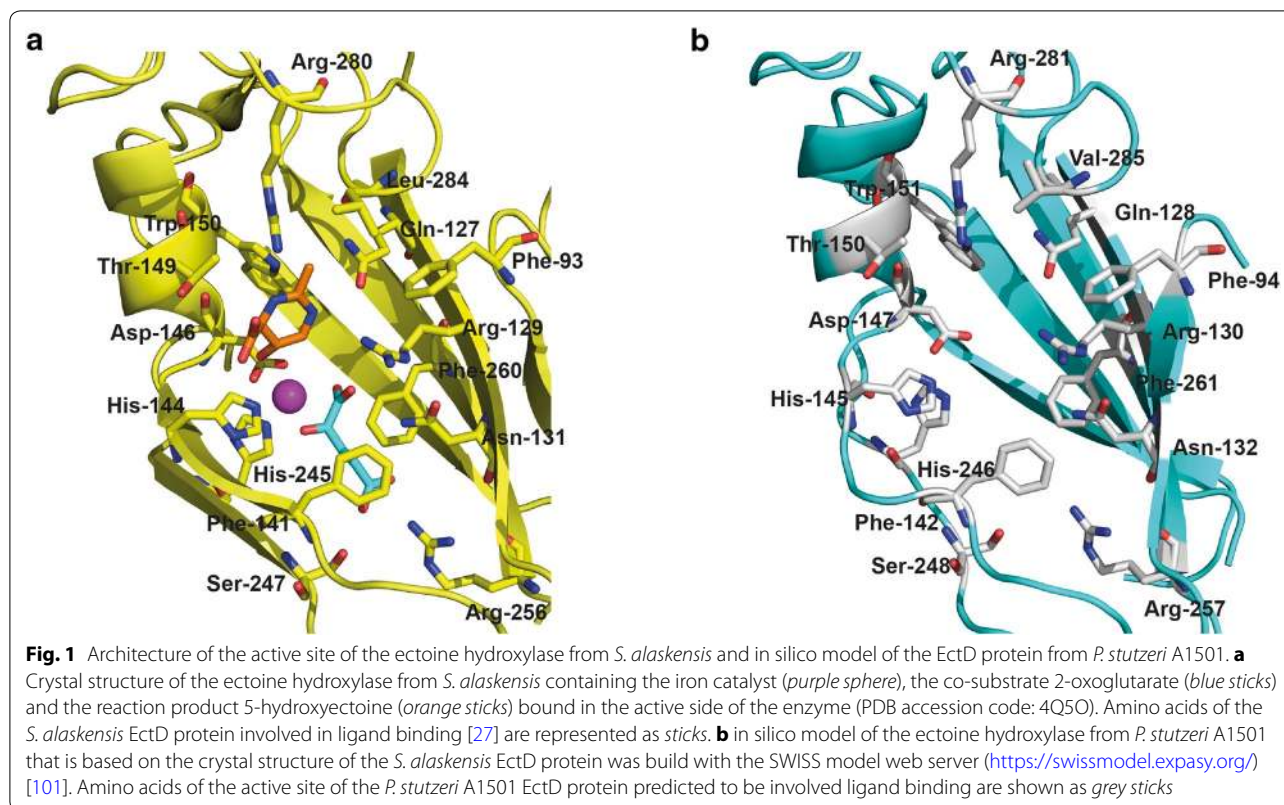 a
Arg-280
Leu-284
Trp-150
Gln-127
Thr-149
Phe-93
Asp-146
Arg-129
Phe-260
His-144
Asn-131
His-245
Phe-141
Ser-247
Arg-256
b
Arg-281
Val-285
Trp-151
Gln-128
Thr-150
Phe-94
Asp-147
Arg-130
Phe-261
His-145
Asn-132
His-246
Phe-142
Ser-248
Arg-257
Fig. 1 Architecture of the active site of the ectoine hydroxylase from S. alaskensis and in silico model of the EctD protein from P. stutzeri A1501. a
Crystal structure of the ectoine hydroxylase from S. alaskensis containing the iron catalyst (purple sphere), the co-substrate 2-oxoglutarate (blue sticks)
and the reaction product 5-hydroxyectoine (orange sticks) bound in the active side of the enzyme (PDB accession code: 4Q5O). Amino acids of the
S. alaskensis EctD protein involved in ligand binding [27] are represented as sticks. b in silico model of the ectoine hydroxylase from P. stutzeri A1501
that is based on the crystal structure of the S. alaskensis EctD protein was build with the SWISS model web server (https://swissmodel.expasy.org/)
[101]. Amino acids of the active site of the P. stutzeri A1501 EctD protein predicted to be involved ligand binding are shown as grey sticks